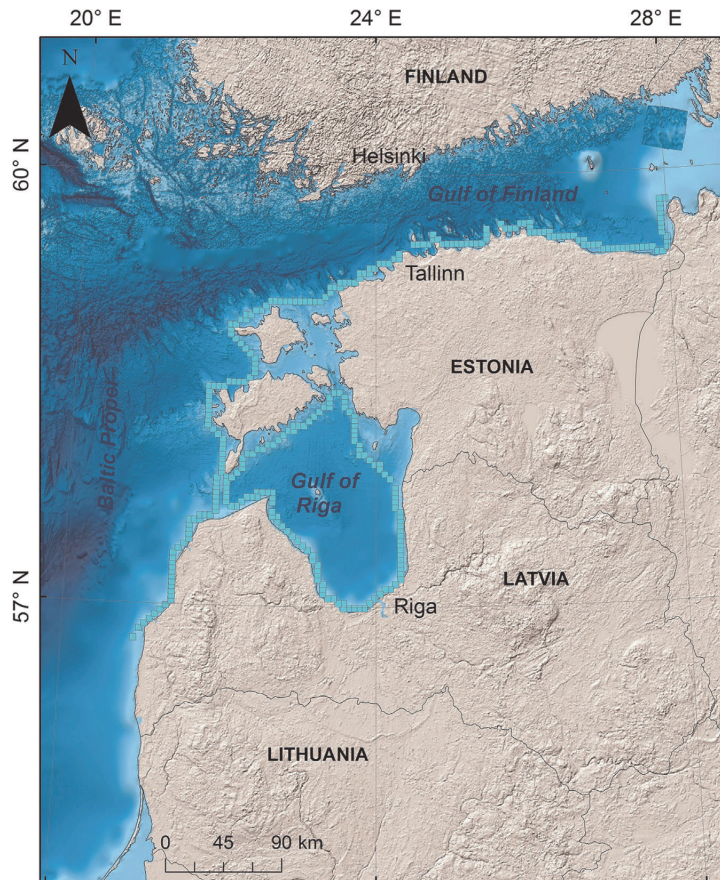 20° E
24° E
28° E
N
FINLAND
Helsinki
60° N
Gulf of Finland
Tallinn
ESTONIA
Baltic Proper
Gulf of
Riga
LATVIA
57° N
Riga
LITHUANIA
0 45 90 km